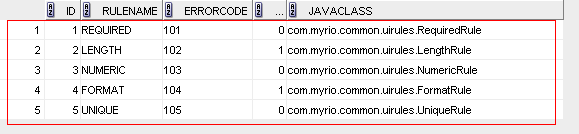 ID RULENAME ERRORCODE ... JAVACLASS
1 1 REQUIRED 101 0 com.myrio.common.uirules.RequiredRule
2 2 LENGTH 102 1 com.myrio.common.uirules.LengthRule
3 3 NUMERIC 103 0 com.myrio.common.uirules.NumericRule
4 4 FORMAT 104 1 com.myrio.common.uirules.FormatRule
5 5 UNIQUE 105 0 com.myrio.common.uirules.UniqueRule